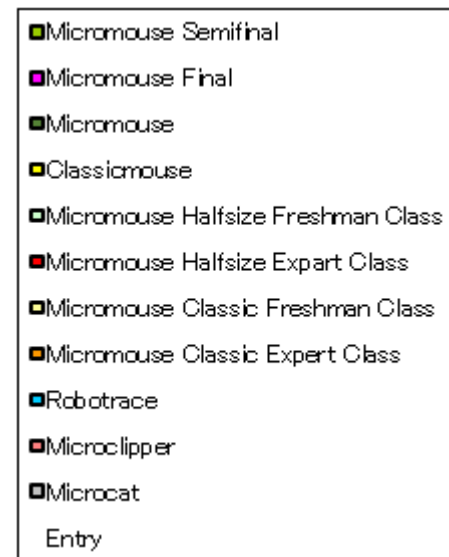 Micromouse Semifinal
Micromouse Final
Micromouse
Classicmouse
Micromouse Halfsize Freshman Class
Micromouse Halfsize Expart Class
Micromouse Classic Freshman Class
Micromouse Classic Expert Class
Robotrace
Microclipper
Microcat
Entry